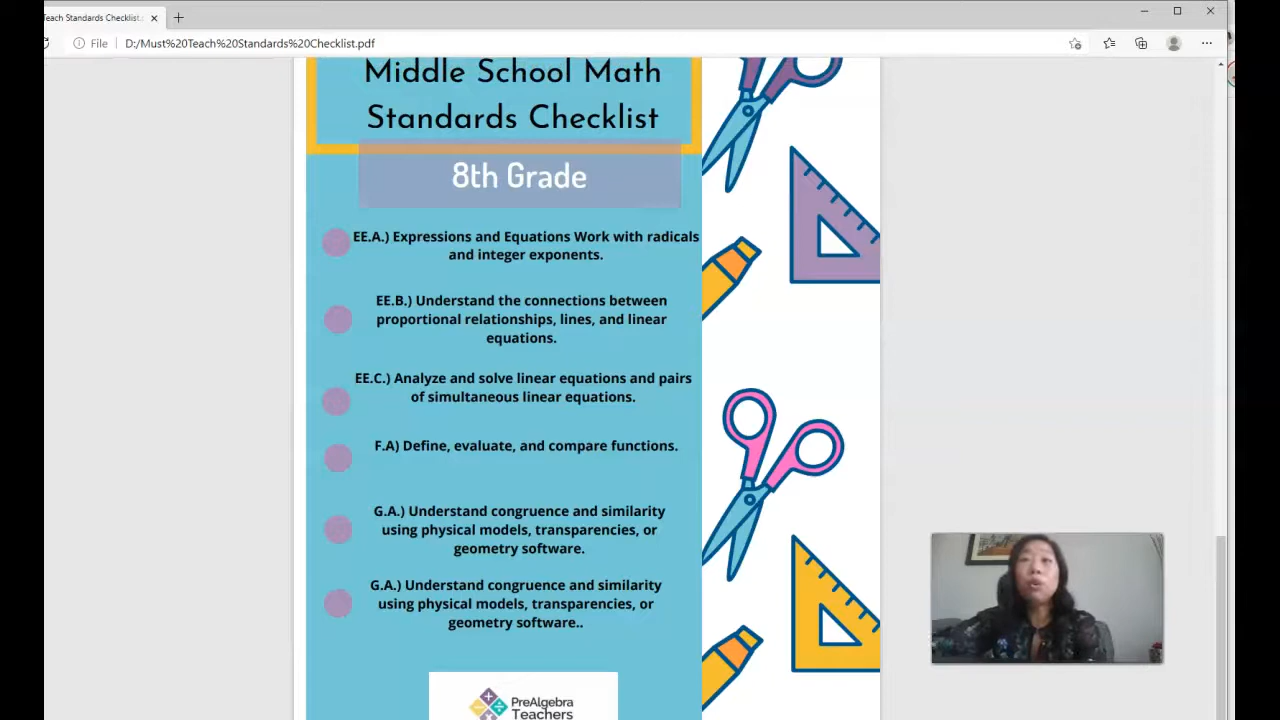 Teach Standards Checklist.
File
D:/Must%20Teach%20Standards%20Checklist.pdf
Middle School Math
Standards Checklist
8th Grade
EE.A.) Expressions and Equations Work with radicals
and integer exponents.
EE.B.) Understand the connections between
proportional relationships, lines, and linear
equations.
EE.C.) Analyze and solve linear equations and pairs
of simultaneous linear equations.
F.A) Define, evaluate, and compare functions.
G.A.) Understand congruence and similarity
using physical models, transparencies, or
geometry software.
G.A.) Understand congruence and similarity
using physical models, transparencies, or
geometry software..
PreAlgebra
Teachers